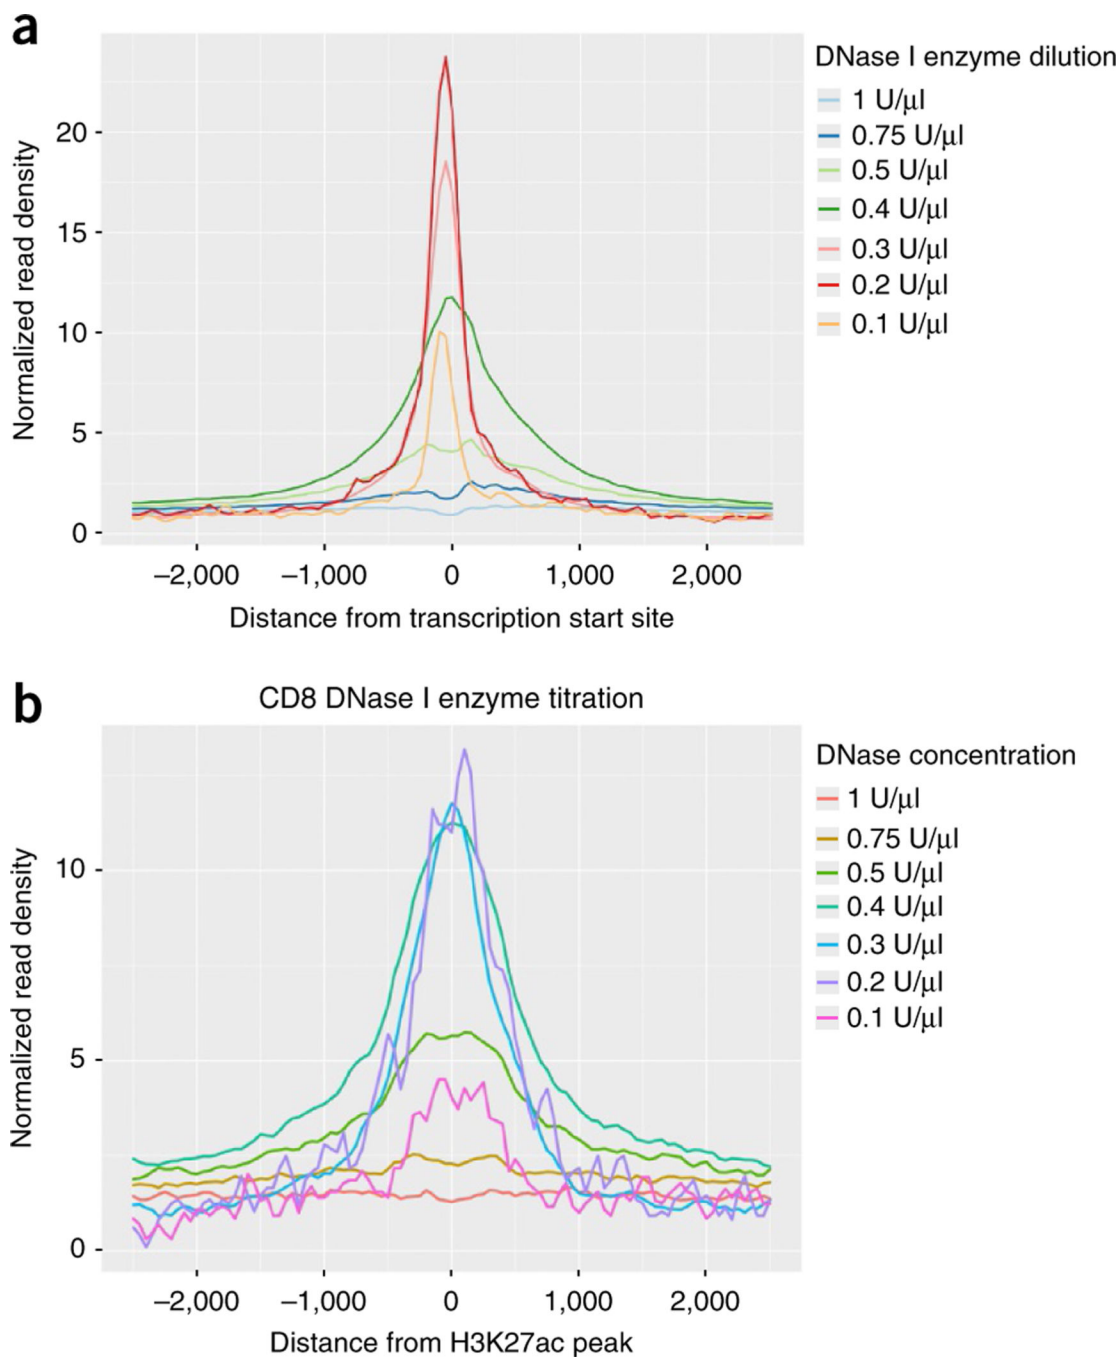 a
DNase I enzyme dilution
1 U/μl
0.75 U/μl
0.5 U/μl
0.4 U/μl
0.3 U/μl
0.2 U/μl
0.1 U/μl
Normalized read density
20
15
10
5
0
–2,000 –1,000 0 1,000 2,000
Distance from transcription start site
b
CD8 DNase I enzyme titration
DNase concentration
1 U/μl
0.75 U/μl
0.5 U/μl
0.4 U/μl
0.3 U/μl
0.2 U/μl
0.1 U/μl
Normalized read density
10
5
0
–2,000 –1,000 0 1,000 2,000
Distance from H3K27ac peak